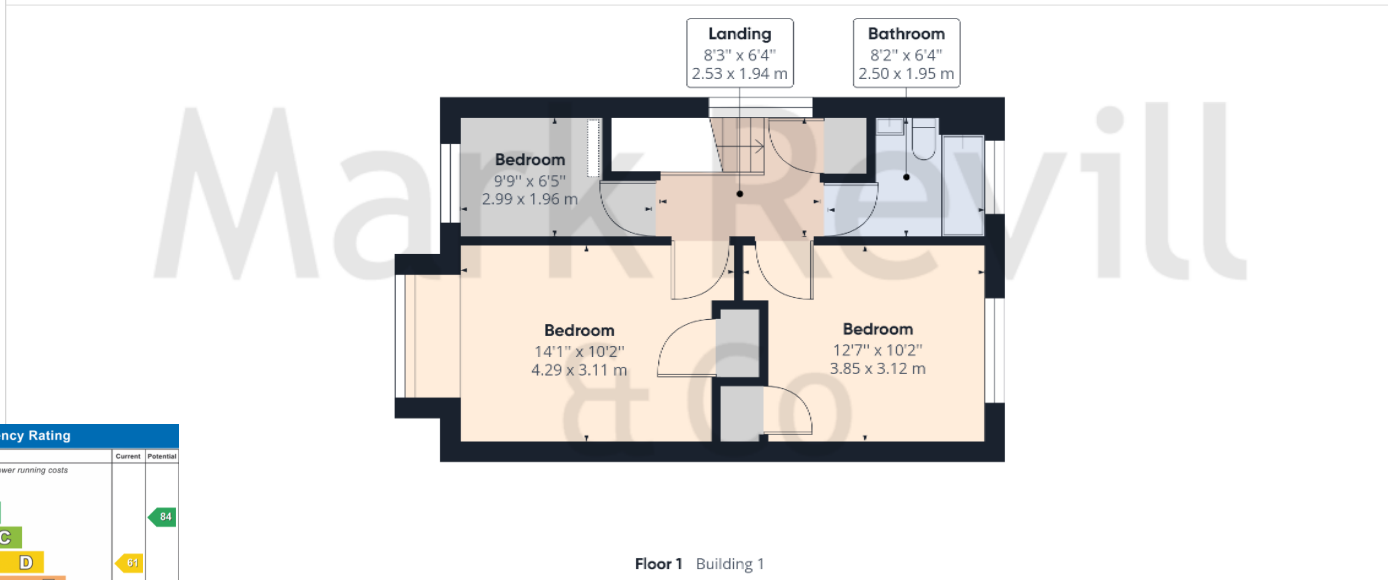 Landing
8'3" x 6'4"
2.53 x 1.94 m
Bathroom
8'2" x 6'4"
2.50 x 1.95 m
Mark Revill
& Co
Bedroom
9'9" x 6'5"
2.99 x 1.96 m
Bedroom
14'1" x 10'2"
4.29 x 3.11 m
Bedroom
12'7" x 10'2"
3.85 x 3.12 m
ncy Rating
Current Potential
wer running costs
84
C
D
61
Floor 1 Building 1